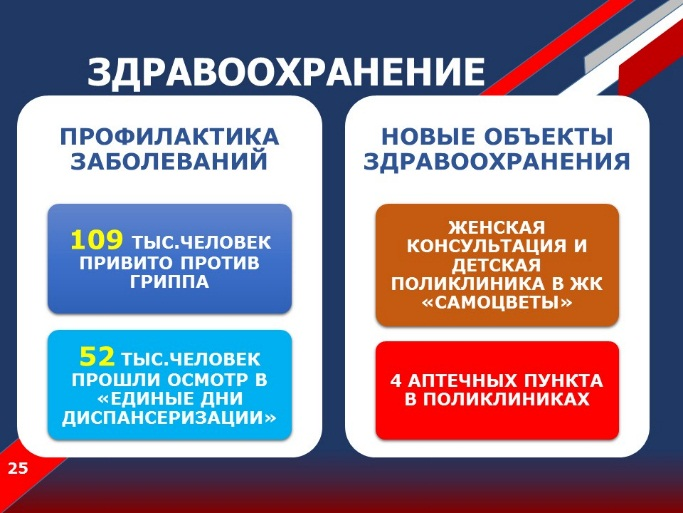 ЗДРАВООХРАНЕНИЕ
ПРОФИЛАКТИКА
ЗАБОЛЕВАНИЙ
109 ТЫС.ЧЕЛОВЕК
ПРИВИТО ПРОТИВ
ГРИППА
52 ТЫС.ЧЕЛОВЕК
ПРОШЛИ ОСМОТР В
«ЕДИНЫЕ ДНИ
ДИСПАНСЕРИЗАЦИИ»
НОВЫЕ ОБЪЕКТЫ
ЗДРАВООХРАНЕНИЯ
ЖЕНСКАЯ
КОНСУЛЬТАЦИЯ И
ДЕТСКАЯ
ПОЛИКЛИНИКА В ЖК
«САМОЦВЕТЫ»
4 АПТЕЧНЫХ ПУНКТА
В ПОЛИКЛИНИКАХ
25